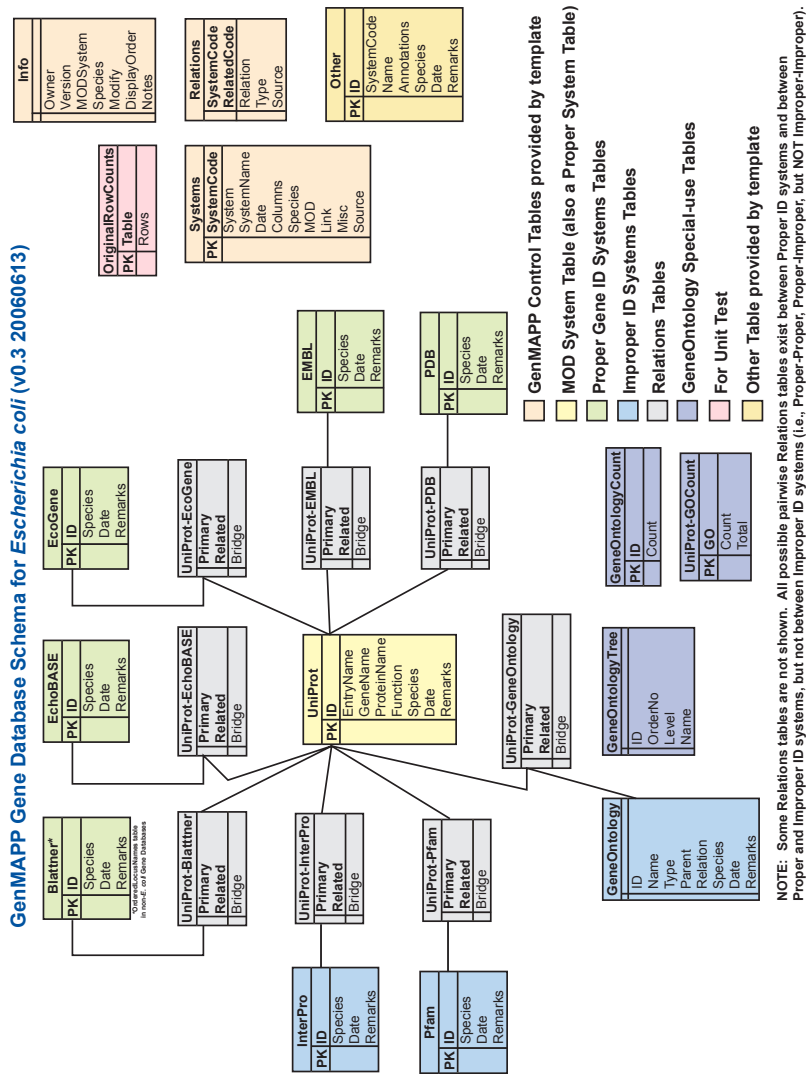 GenMAPP Gene Database Schema for Escherichia coli (v0.3 20060613)
Blattner*
PK ID
Species
Date
Remarks
*OrderedLocusNames table
in non-E. coli Gene Databases
EchoBASE
PK ID
Species
Date
Remarks
EcoGene
PK ID
Species
Date
Remarks
OriginalRowCounts
PK Table
Rows
Info
Owner
Version
MODSystem
Species
Modify
DisplayOrder
Notes
UniProt-Blattner
Primary
Related
Bridge
UniProt-EchoBASE
Primary
Related
Bridge
UniProt-EcoGene
Primary
Related
Bridge
Systems
PK SystemCode
System
SystemName
Date
Columns
Species
MOD
Link
Misc
Source
Relations
SystemCode
RelatedCode
Relation
Type
Source
InterPro
PK ID
Species
Date
Remarks
UniProt-InterPro
Primary
Related
Bridge
UniProt
PK ID
EntryName
GeneName
ProteinName
Function
Species
Date
Remarks
UniProt-EMBL
Primary
Related
Bridge
EMBL
PK ID
Species
Date
Remarks
Other
PK ID
SystemCode
Name
Annotations
Species
Date
Remarks
Pfam
PK ID
Species
Date
Remarks
UniProt-Pfam
Primary
Related
Bridge
UniProt-GeneOntology
Primary
Related
Bridge
UniProt-PDB
Primary
Related
Bridge
PDB
PK ID
Species
Date
Remarks
GeneOntology
ID
Name
Type
Parent
Relation
Species
Date
Remarks
GeneOntologyTree
ID
OrderNo
Level
Name
GeneOntologyCount
PK ID
Count
UniProt-GOCount
PK GO
Count
Total
GenMAPP Control Tables provided by template
MOD System Table (also a Proper System Table)
Proper Gene ID Systems Tables
Improper ID Systems Tables
Relations Tables
GeneOntology Special-use Tables
For Unit Test
Other Table provided by template
NOTE: Some Relations tables are not shown. All possible pairwise Relations tables exist between Proper ID systems and between
Proper and Improper ID systems, but not between Improper ID systems (i.e., Proper-Proper, Proper-Improper, but NOT Improper-Improper).